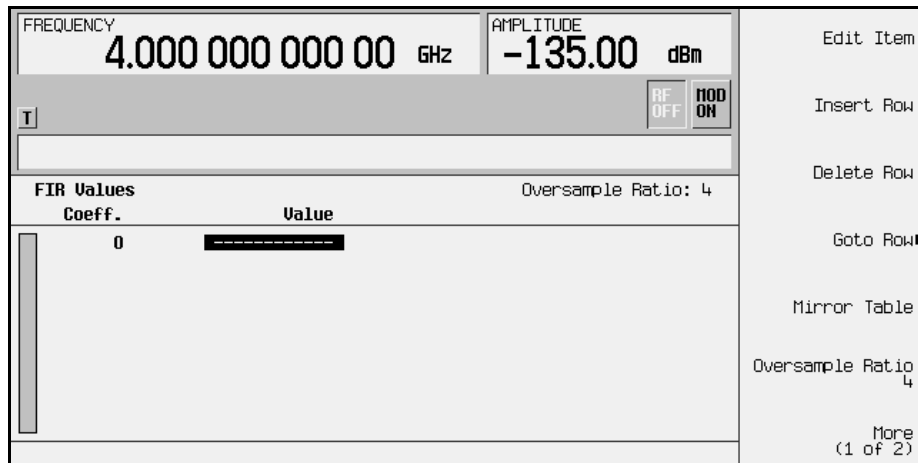 FREQUENCY
4.000 000 000 00 GHz
AMPLITUDE
-135.00 dBm
RF
OFF
MOD
ON
T
FIR Values
Oversample Ratio: 4
Coeff. Value
0 ------------
Edit Item
Insert Row
Delete Row
Goto Row
Mirror Table
Oversample Ratio
4
More
(1 of 2)